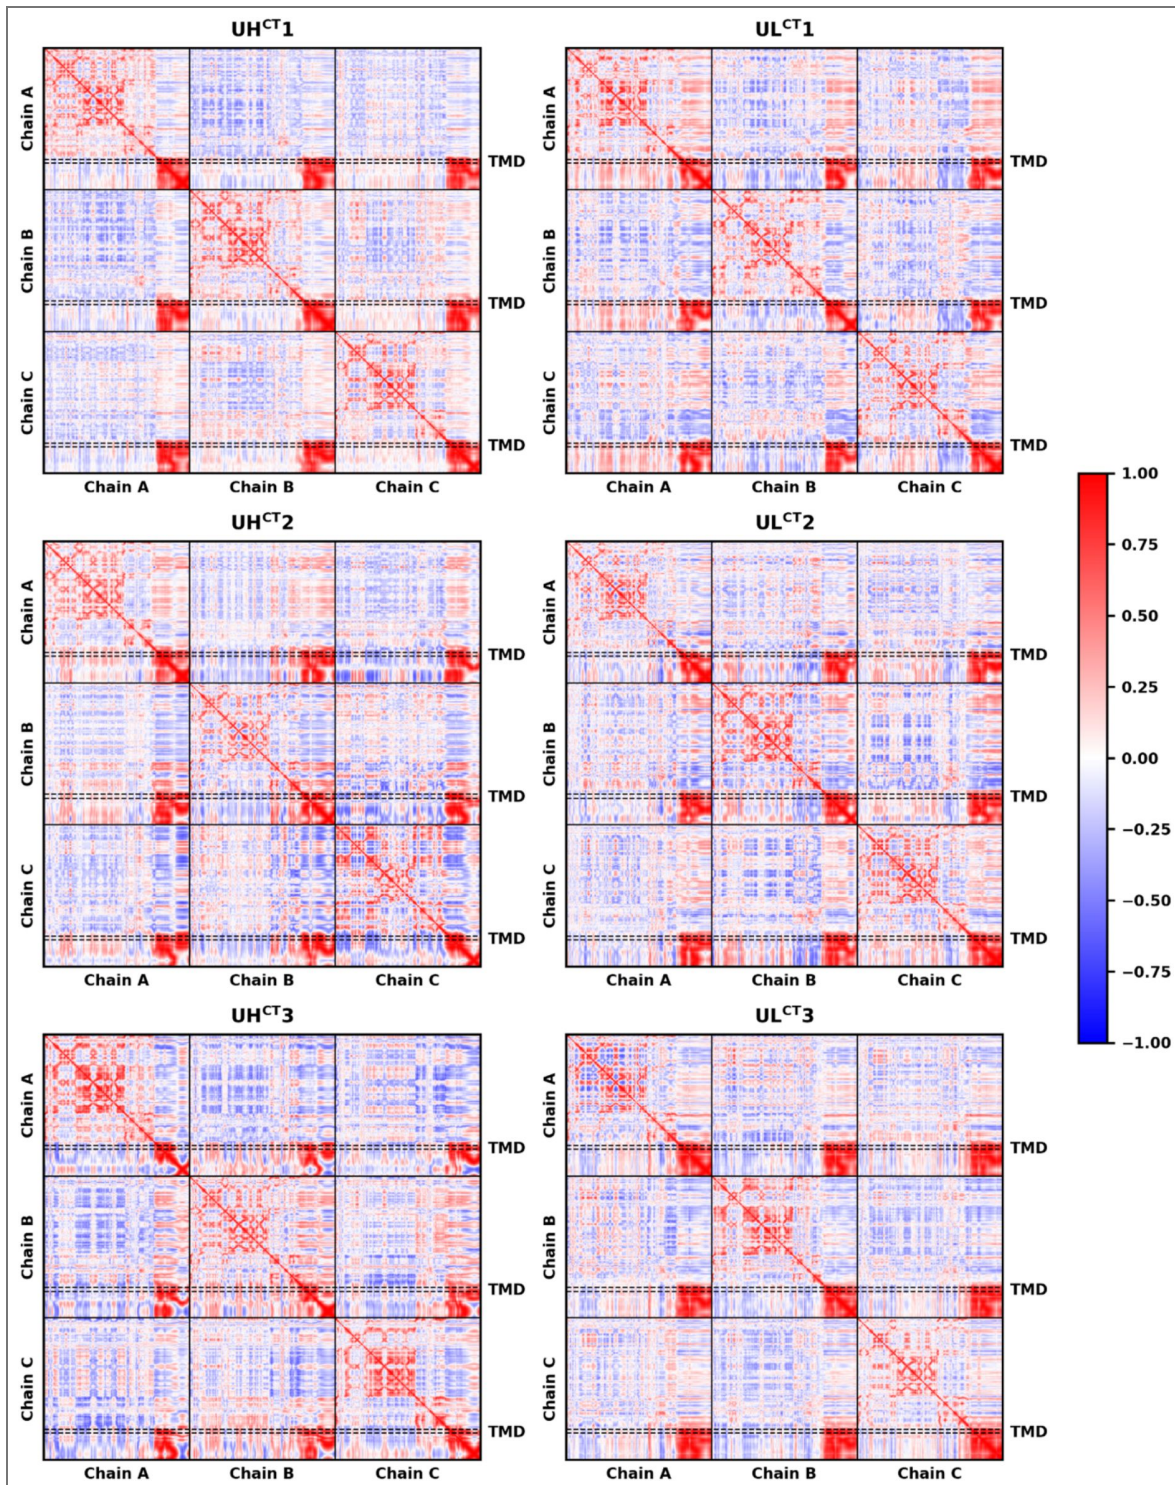 UH^CT1
UL^CT1
Chain A
TMD
Chain B
TMD
Chain C
TMD
Chain A Chain B Chain C
Chain A
TMD
Chain B
TMD
Chain C
TMD
Chain A Chain B Chain C
1.00
0.75
0.50
0.25
0.00
−0.25
−0.50
−0.75
−1.00
UH^CT2
UL^CT2
Chain A
TMD
Chain B
TMD
Chain C
TMD
Chain A Chain B Chain C
Chain A
TMD
Chain B
TMD
Chain C
TMD
Chain A Chain B Chain C
UH^CT3
UL^CT3
Chain A
TMD
Chain B
TMD
Chain C
TMD
Chain A Chain B Chain C
Chain A
TMD
Chain B
TMD
Chain C
TMD
Chain A Chain B Chain C